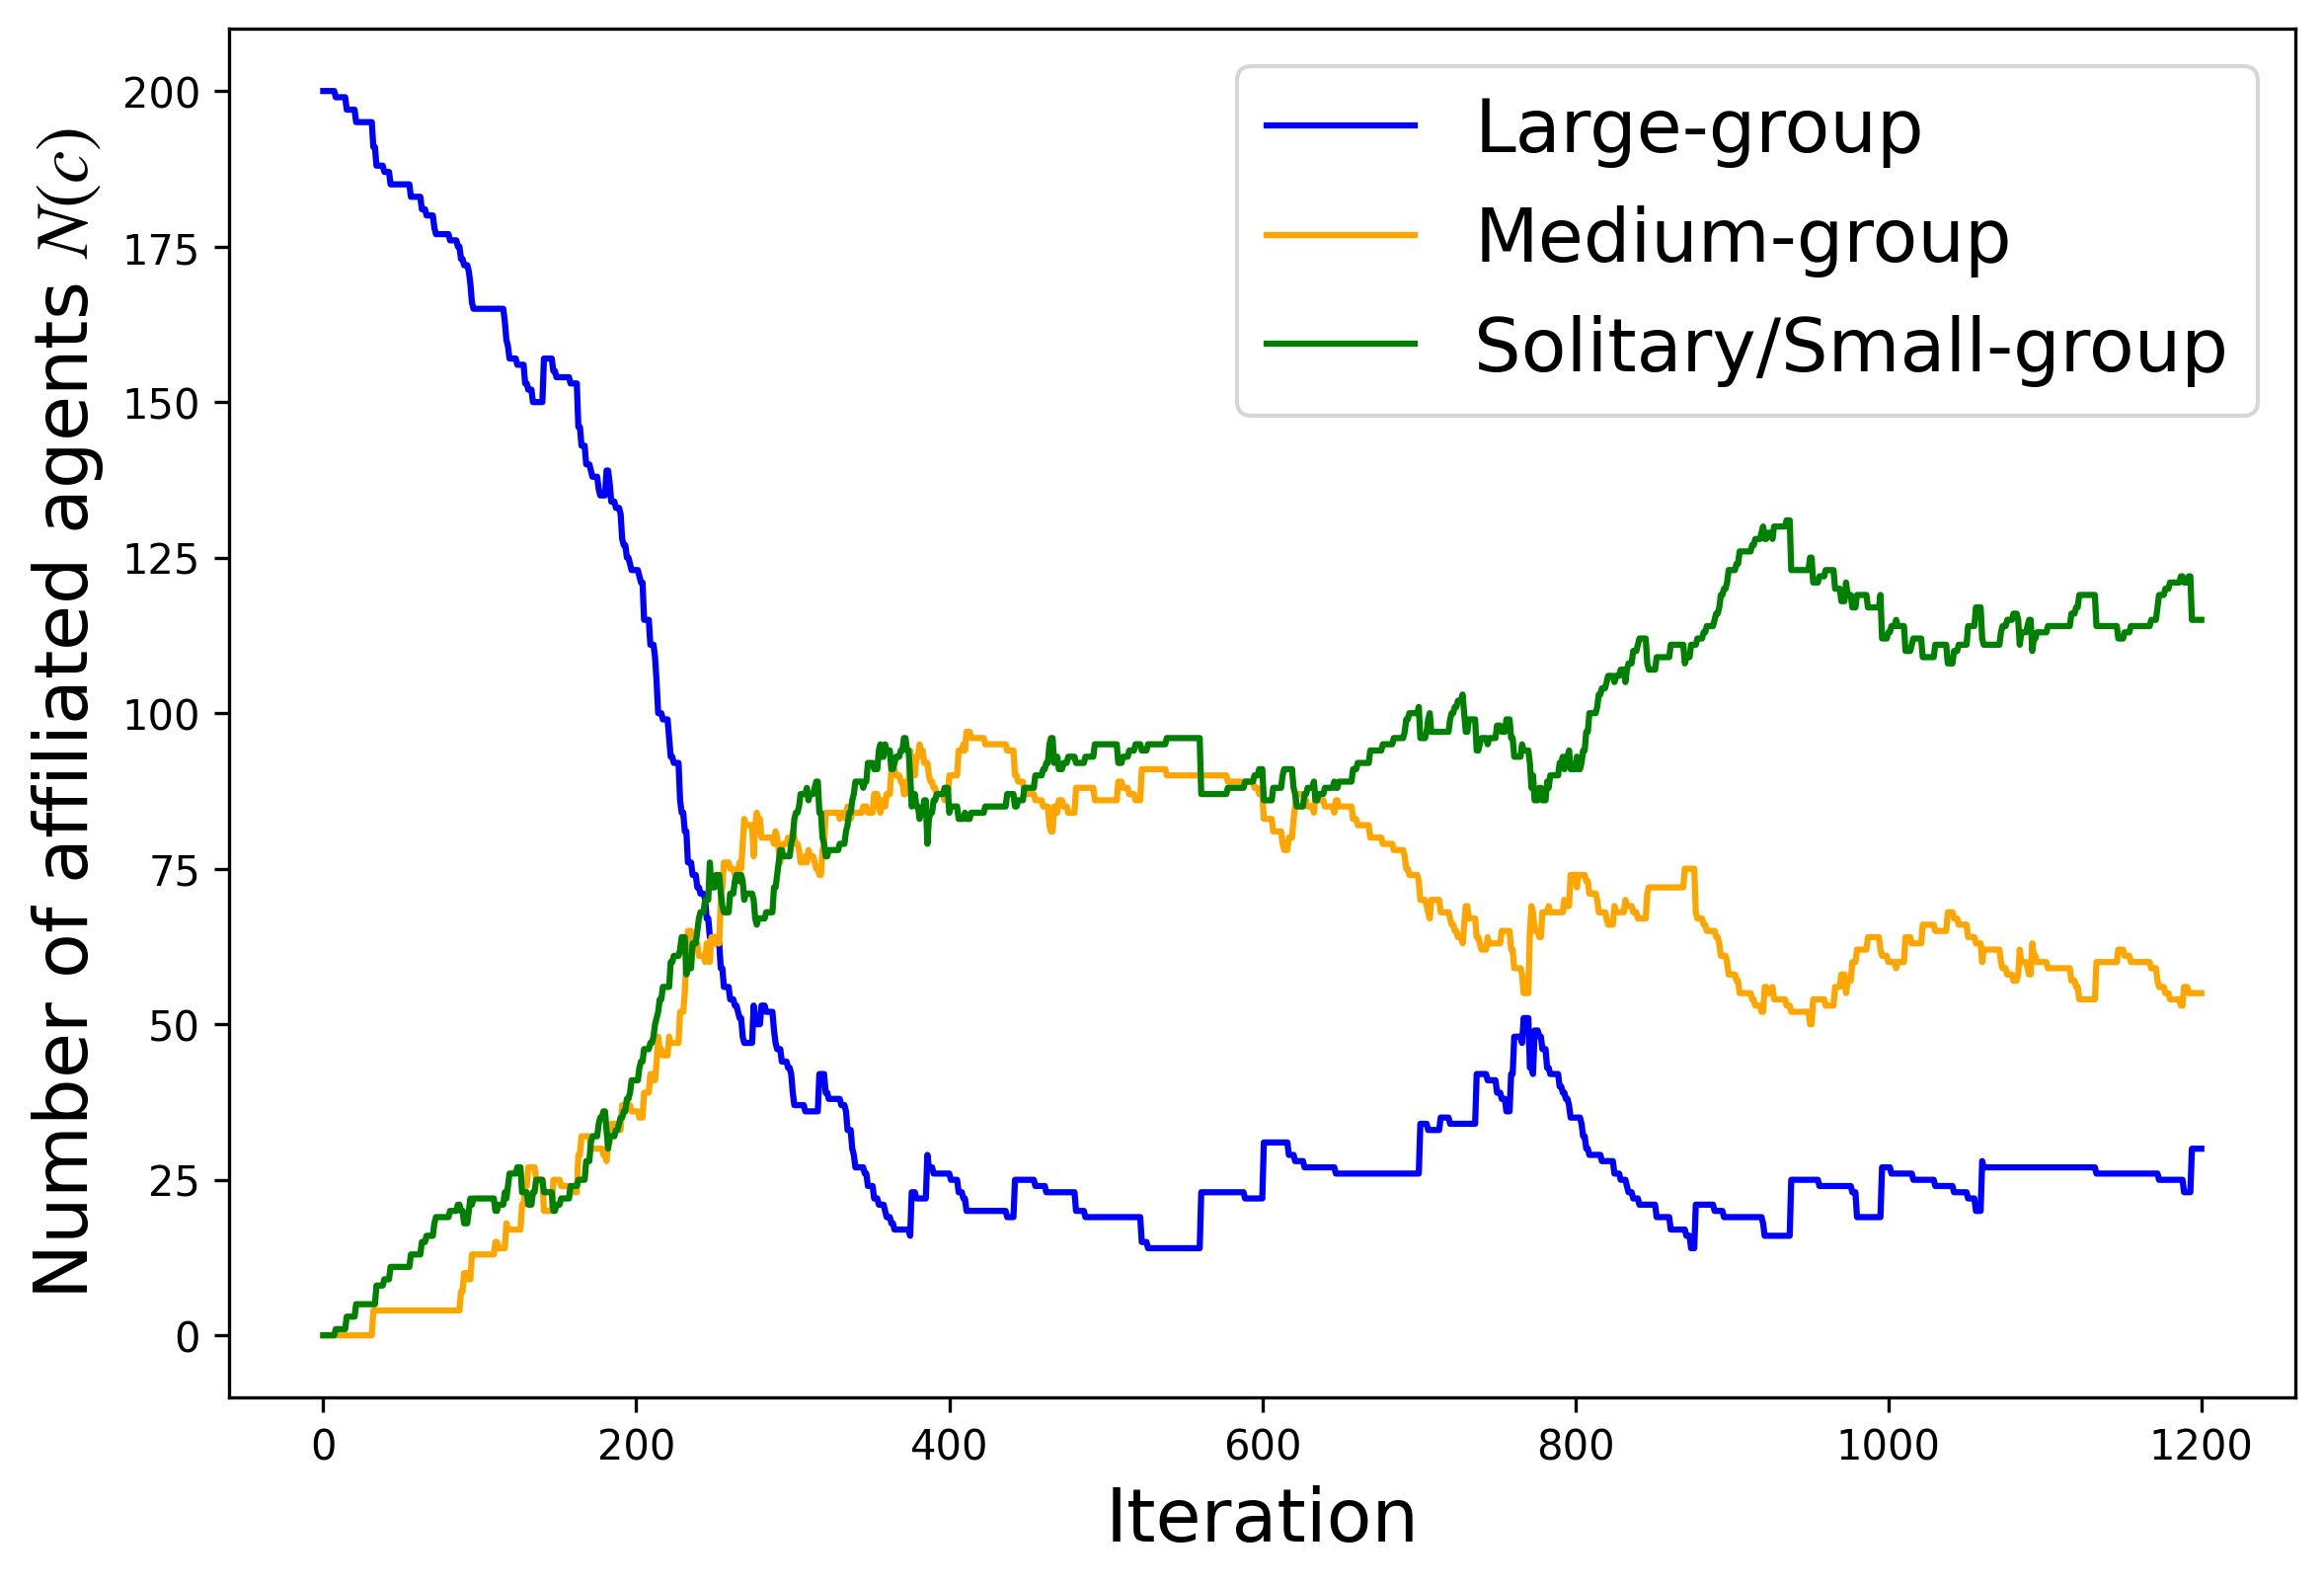 Number of affiliated agents N(c)
200
175
150
125
100
75
50
25
0
Large-group
Medium-group
Solitary/Small-group
0 200 400 600 800 1000 1200
Iteration